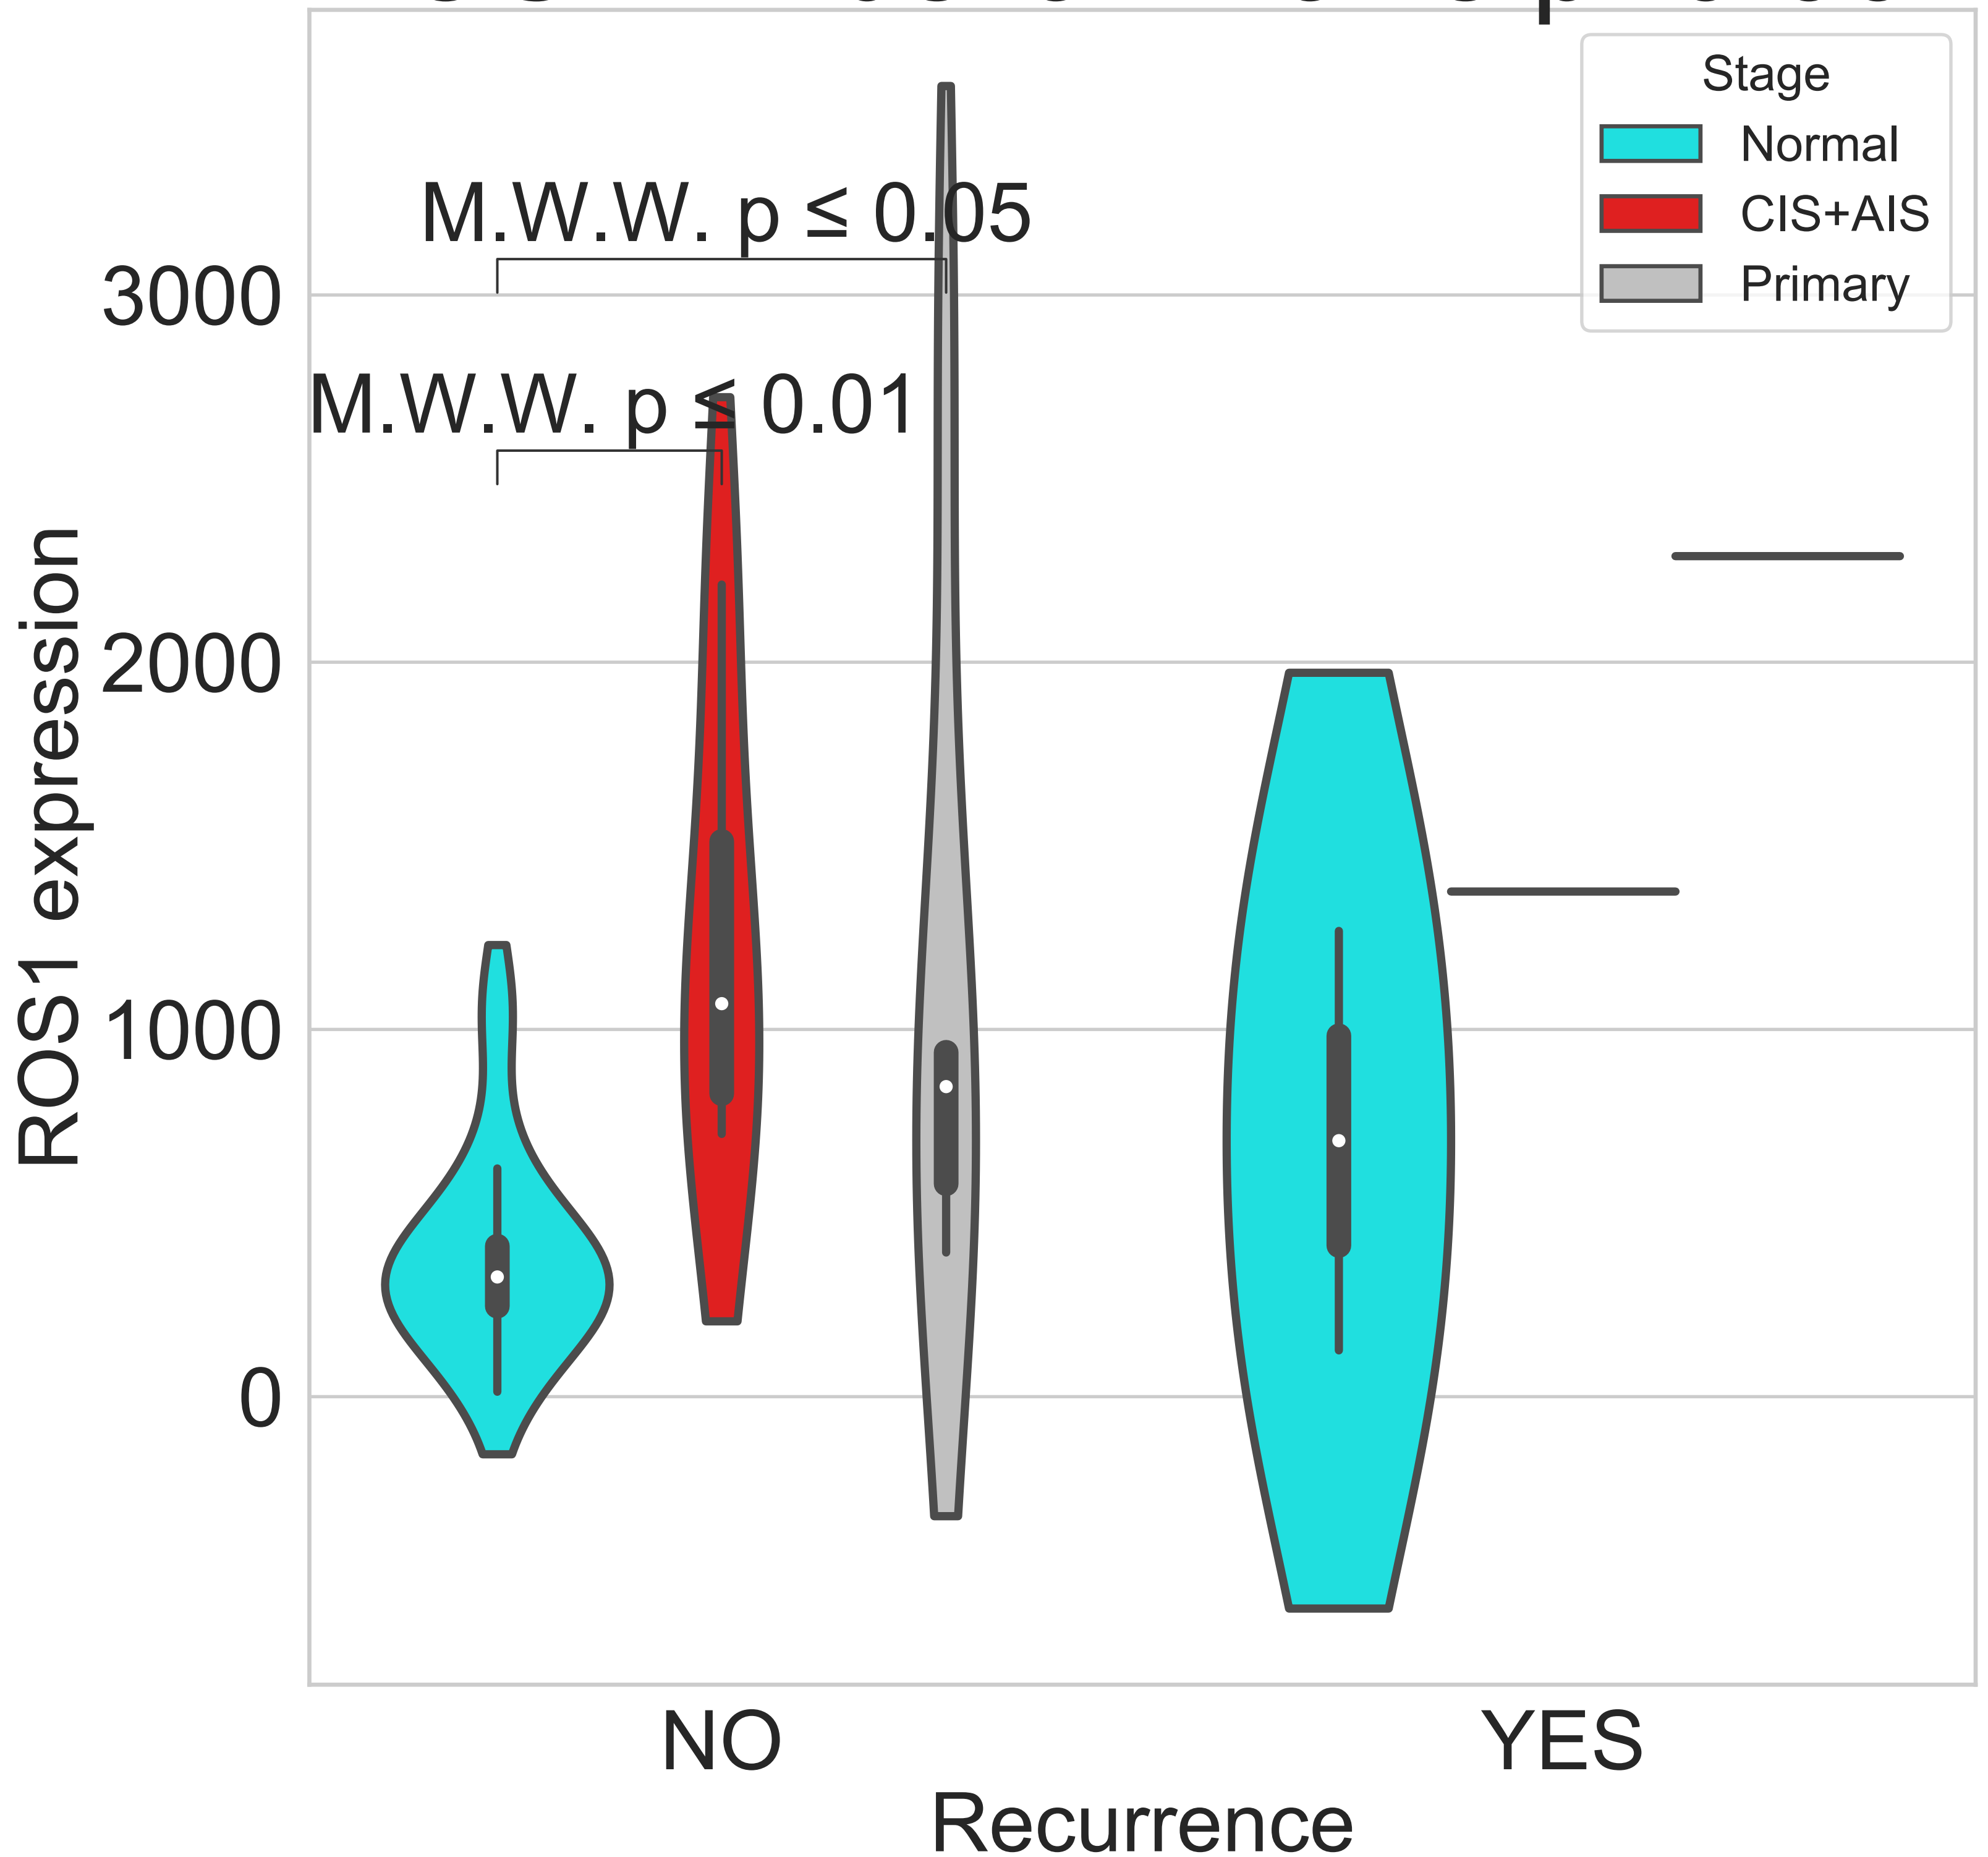 Stage
Normal
CIS+AIS
Primary
M.W.W. p ≤ 0.05
M.W.W. p ≤ 0.01
3000
2000
1000
0
ROS1 expression
NO
YES
Recurrence